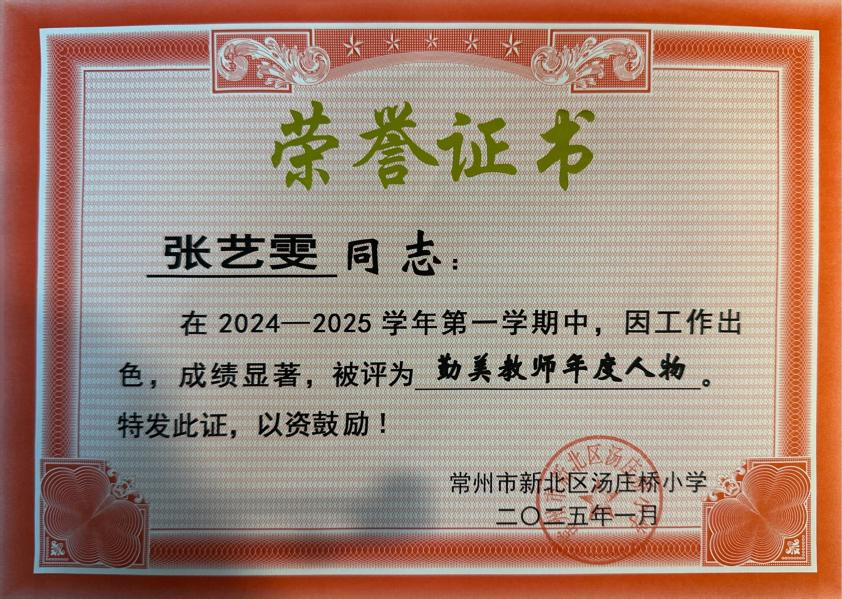 荣誉证书
张艺雯同志：
在 2024—2025 学年第一学期中，因工作出
色，成绩显著，被评为勤美教师年度人物。
特发此证，以资鼓励！
常州市新北区汤庄桥小学
二〇二五年一月